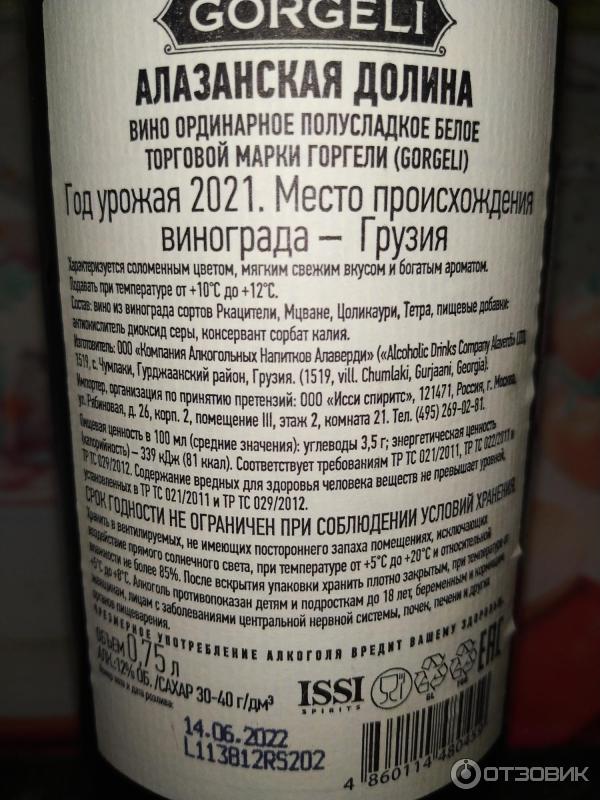 GORGELI
АЛАЗАНСКАЯ ДОЛИНА
ВИНО ОРДИНАРНОЕ ПОЛУСЛАДКОЕ БЕЛОЕ
ТОРГОВОЙ МАРКИ ГОРГЕЛИ (GORGELI)
Год урожая 2021. Место происхождения
винограда – Грузия
Характеризуется соломенным цветом, мягким свежим вкусом и богатым ароматом.
Подавать при температуре от +10°С до +12°С.
Состав: вино из винограда сортов Ркацители, Мцване, Цоликаури, Тетра, пищевые добавки:
антиокислитель диоксид серы, консервант сорбат калия.
Изготовитель: ООО «Компания Алкогольных Напитков Алаверди» («Alcoholic Drinks Company Alaverdi» LTD),
1519, с. Чумлаки, Гурджаанский район, Грузия. (1519, vill. Chumlaki, Gurjaani, Georgia).
Импортер, организация по принятию претензий: ООО «Исси спиритс», 121471, Россия, г. Москва,
ул. Рябиновая, д. 26, корп. 2, помещение III, этаж 2, комната 21. Тел. (495) 269-02-81.
Пищевая ценность в 100 мл (средние значения): углеводы 3,5 г; энергетическая ценность
(калорийность) – 339 кДж (81 ккал). Соответствует требованиям ТР ТС 021/2011, ТР ТС 022/2011 и
ТР ТС 029/2012. Содержание вредных для здоровья человека веществ не превышает уровней,
установленных в ТР ТС 021/2011 и ТР ТС 029/2012.
СРОК ГОДНОСТИ НЕ ОГРАНИЧЕН ПРИ СОБЛЮДЕНИИ УСЛОВИЙ ХРАНЕНИЯ.
Хранить в вентилируемых, не имеющих постороннего запаха помещениях, исключающих
воздействие прямого солнечного света, при температуре от +5°С до +20°С и относительной
влажности не более 85%. После вскрытия упаковки хранить плотно закрытым, при температуре от
+5°С до +8°С. Алкоголь противопоказан детям и подросткам до 18 лет, беременным и кормящим
женщинам, лицам с заболеваниями центральной нервной системы, почек, печени и других
органов пищеварения.
ЧРЕЗМЕРНОЕ УПОТРЕБЛЕНИЕ АЛКОГОЛЯ ВРЕДИТ ВАШЕМУ ЗДОРОВЬЮ.
ОБЪЕМ 0,75 л
АЛК.12% ОБ./САХАР 30-40 г/дм³
Номер лота и дата розлива:
14.06.2022
L113812RS202
ISSI
SPIRITS
GL
EAC
4 860114 48045
ОТЗОВИК